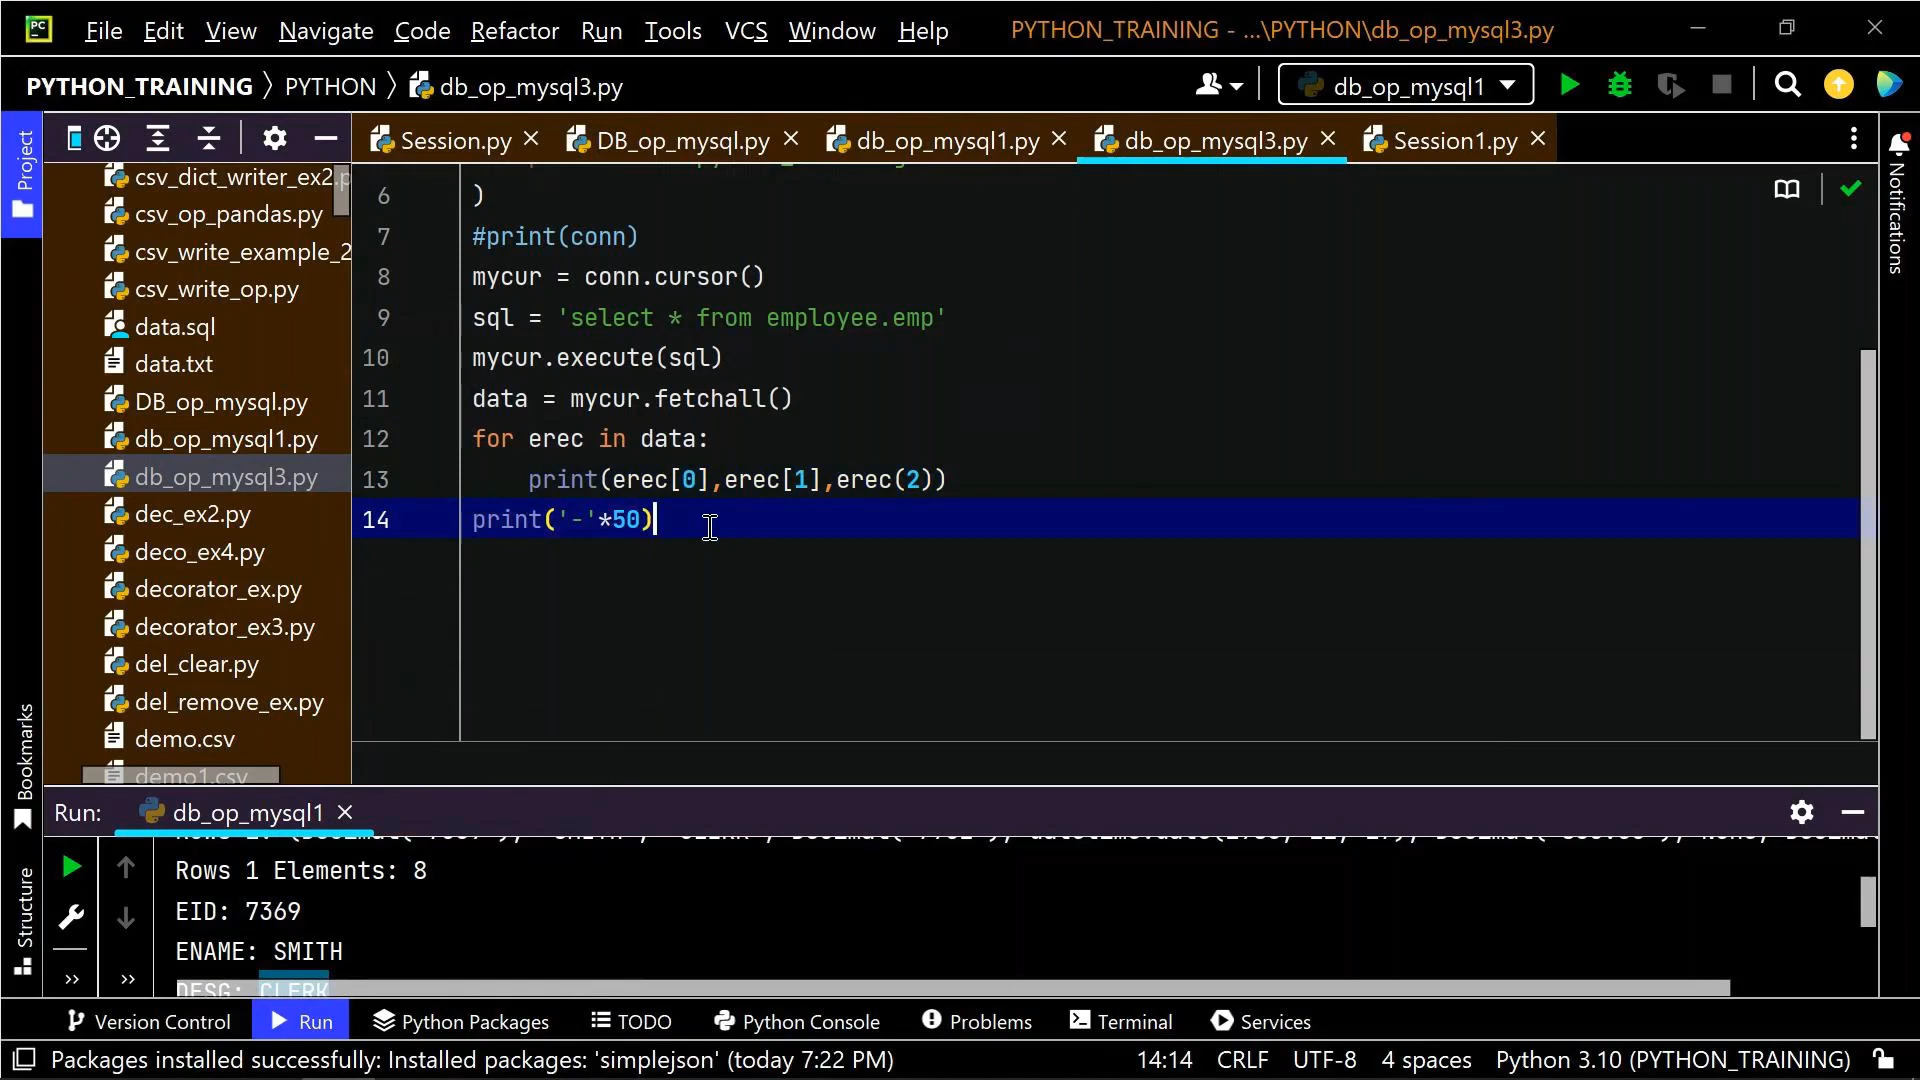 PC File Edit View Navigate Code Refactor Run Tools VCS Window Help PYTHON_TRAINING - ...\PYTHON\db_op_mysql3.py
PYTHON_TRAINING PYTHON db_op_mysql3.py db_op_mysql1
Project
Session.py DB_op_mysql.py db_op_mysql1.py db_op_mysql3.py Session1.py
Notifications
csv_dict_writer_ex2.p
csv_op_pandas.py
csv_write_example_2
csv_write_op.py
data.sql
data.txt
DB_op_mysql.py
db_op_mysql1.py
db_op_mysql3.py
dec_ex2.py
deco_ex4.py
decorator_ex.py
decorator_ex3.py
del_clear.py
del_remove_ex.py
demo.csv
demo1.csv
6 )
7 #print(conn)
8 mycur = conn.cursor()
9 sql = 'select * from employee.emp'
10 mycur.execute(sql)
11 data = mycur.fetchall()
12 for erec in data:
13 print(erec[0],erec[1],erec(2))
14 print('-'*50)
Bookmarks
Structure
Run: db_op_mysql1
Rows 1 Elements: 8
EID: 7369
ENAME: SMITH
DESG: CLERK
Version Control Run Python Packages TODO Python Console Problems Terminal Services
Packages installed successfully: Installed packages: 'simplejson' (today 7:22 PM) 14:14 CRLF UTF-8 4 spaces Python 3.10 (PYTHON_TRAINING)